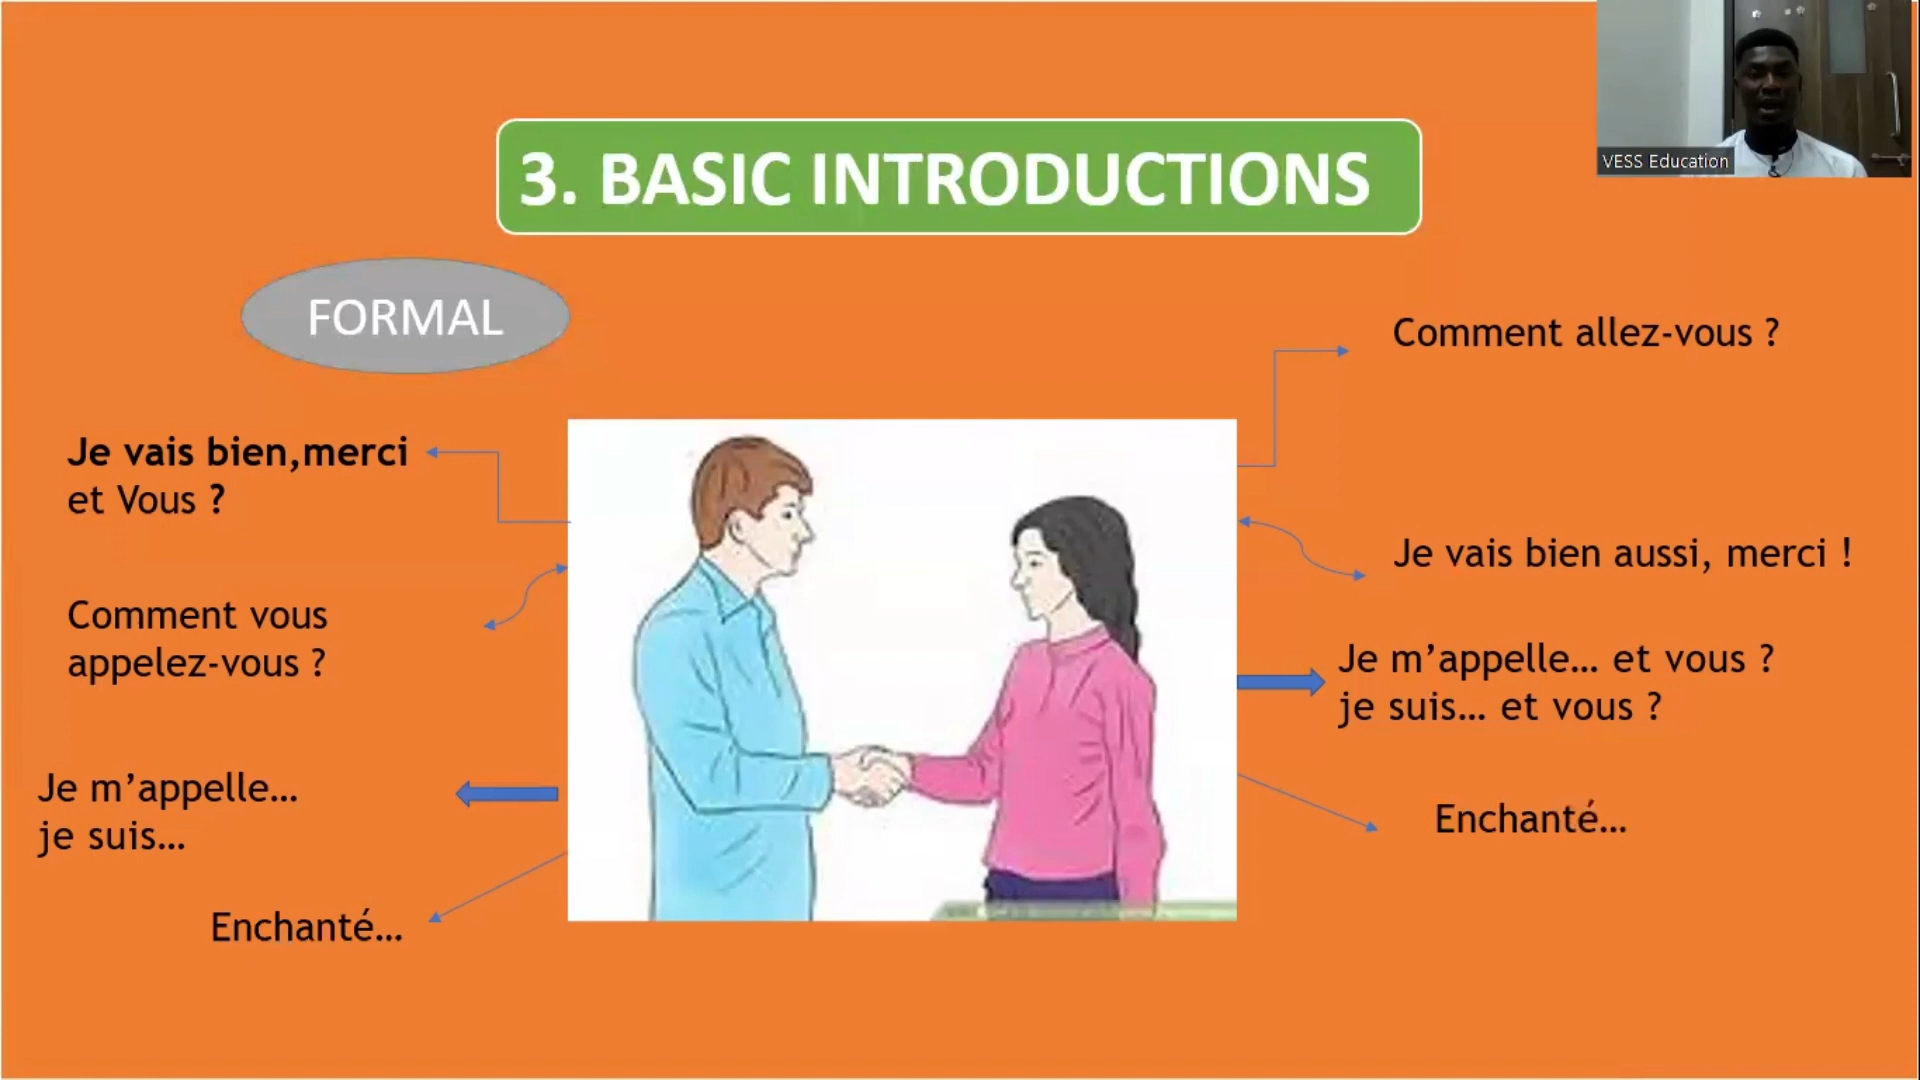 VESS Education
3. BASIC INTRODUCTIONS
FORMAL
Comment allez-vous ?
Je vais bien,merci
et Vous ?
Je vais bien aussi, merci !
Comment vous
appelez-vous ?
Je m’appelle... et vous ?
je suis... et vous ?
Je m’appelle...
je suis...
Enchanté...
Enchanté...